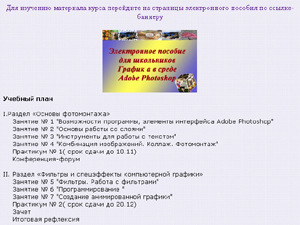 Для изучению материала курса перейдите на страницы электронного пособия по ссылке-
баннеру
Электронное пособие
для школьников
График а в среде
Adobe Photoshop
Учебный план
I.Раздел «Основы фотомонтажа»
Занятие № 1 "Возможности программы, элементы интерфейса Adobe Photoshop"
Занятие № 2 "Основы работы со слоями"
Занятие № 3 "Инструменты для работы с текстом"
Занятие № 4 "Комбинация изображений. Коллаж. Фотомонтаж"
Практикум № 1( срок сдачи до 10.11)
Конференция-форум
II. Раздел «Фильтры и спецэффекты компьютерной графики»
Занятие № 5 "Фильтры. Работа с фильтрами"
Занятие № 6 "Программирование "
Занятие № 7 "Создание анимированной графики"
Практикум № 2( срок сдачи до 20.12)
Зачет
Итоговая рефлексия